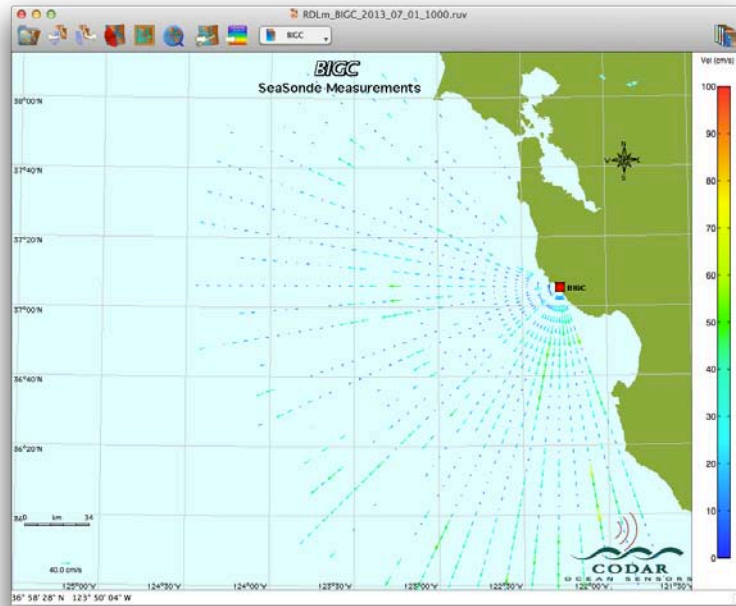 RDLm_BIGC_2013_07_01_1000.ruv
BIGC
Vel (cm/s)
BIGC
SeaSonde Measurements
100
90
80
70
60
50
40
30
20
10
0
38°00'N
37°40'N
37°20'N
37°00'N
36°40'N
36°20'N
N
S
BIGC
0 km 34
40.0 cm/s
CODAR
OCEAN SENSORS
125°00'W 124°30'W 124°00'W 123°30'W 123°00'W 122°30'W 122°00'W 121°30'W
36° 58' 28" N 123° 50' 04" W